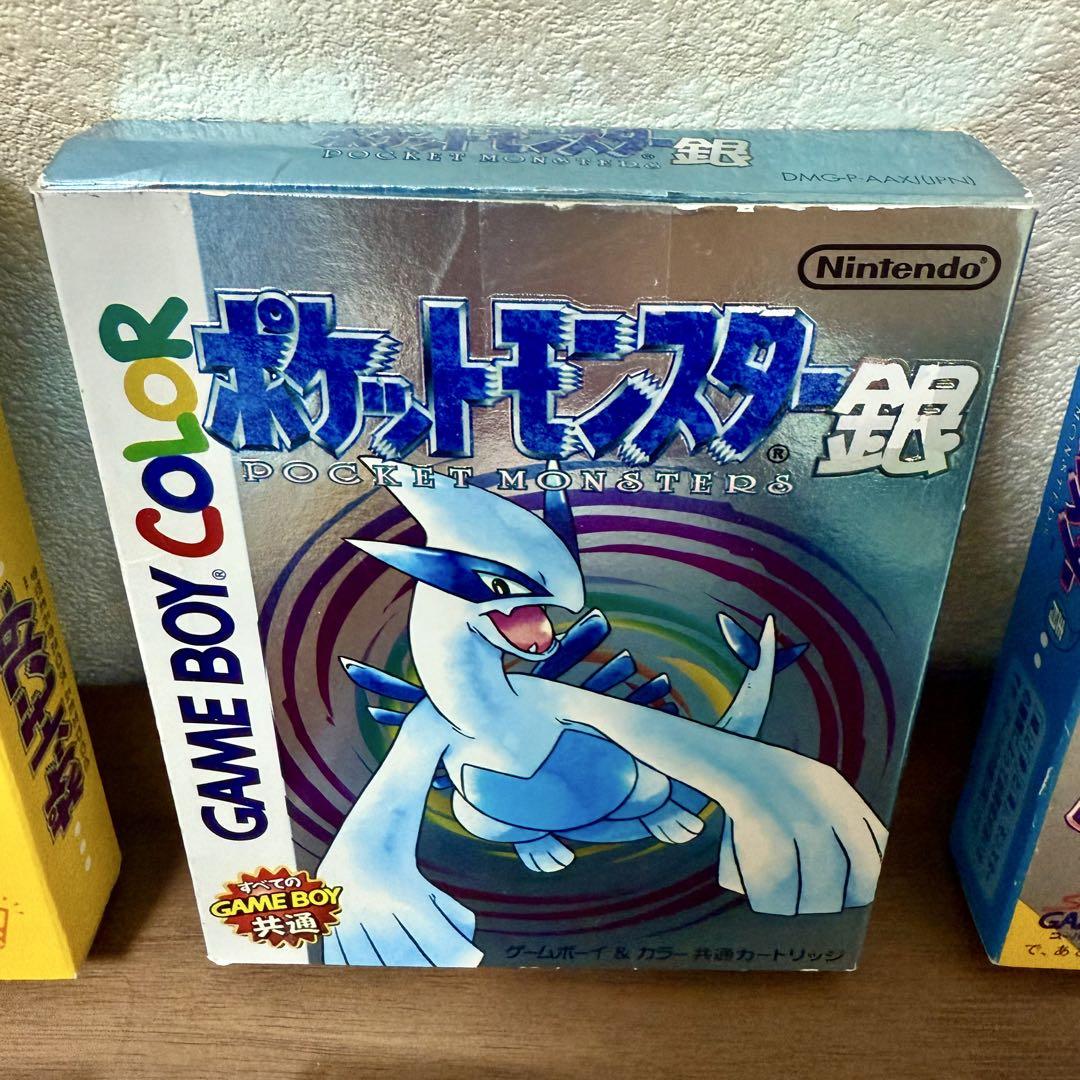 ポケットモンスター銀
POCKET MONSTERS®
DMG-P-AAXJ(JPN)
Nintendo®
ポケットモンスター®銀
POCKET MONSTERS
GAME BOY COLOR®
すべての
GAME BOY
共通
ゲームボーイ & カラー 共通カートリッジ